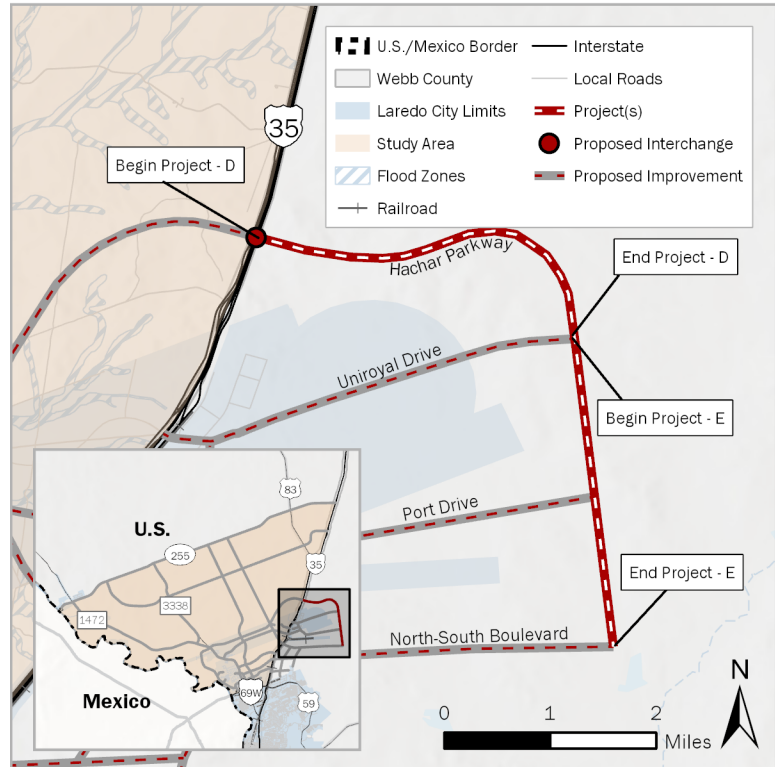 U.S./Mexico Border
Webb County
Laredo City Limits
Study Area
Flood Zones
Railroad
Interstate
Local Roads
Project(s)
Proposed Interchange
Proposed Improvement
35
Begin Project - D
Hachar Parkway
End Project - D
Uniroyal Drive
Begin Project - E
Port Drive
End Project - E
North-South Boulevard
83
U.S.
255
35
3338
1472
Mexico
69W
59
N
0 1 2
Miles